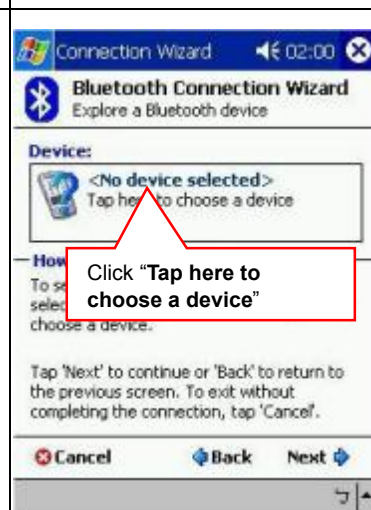 Connection Wizard 02:00
Bluetooth Connection Wizard
Explore a Bluetooth device
Device:
<No device selected>
Tap here to choose a device
Click “Tap here to
choose a device”
How
To se
selec
choose a device.
Tap 'Next' to continue or 'Back' to return to
the previous screen. To exit without
completing the connection, tap 'Cancel'.
Cancel Back Next